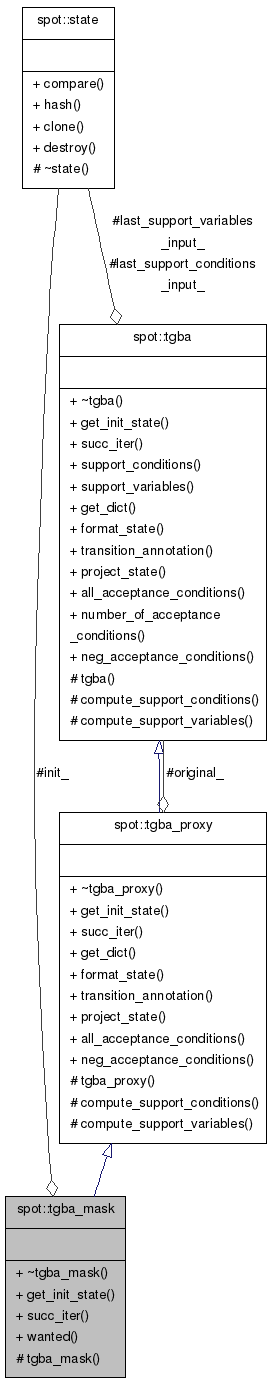 spot::state
+ compare()
+ hash()
+ clone()
+ destroy()
# ~state()
#last_support_variables
_input_
#last_support_conditions
_input_
spot::tgba
+ ~tgba()
+ get_init_state()
+ succ_iter()
+ support_conditions()
+ support_variables()
+ get_dict()
+ format_state()
+ transition_annotation()
+ project_state()
+ all_acceptance_conditions()
+ number_of_acceptance
_conditions()
+ neg_acceptance_conditions()
# tgba()
# compute_support_conditions()
# compute_support_variables()
#init_
#original_
spot::tgba_proxy
+ ~tgba_proxy()
+ get_init_state()
+ succ_iter()
+ get_dict()
+ format_state()
+ transition_annotation()
+ project_state()
+ all_acceptance_conditions()
+ neg_acceptance_conditions()
# tgba_proxy()
# compute_support_conditions()
# compute_support_variables()
spot::tgba_mask
+ ~tgba_mask()
+ get_init_state()
+ succ_iter()
+ wanted()
# tgba_mask()